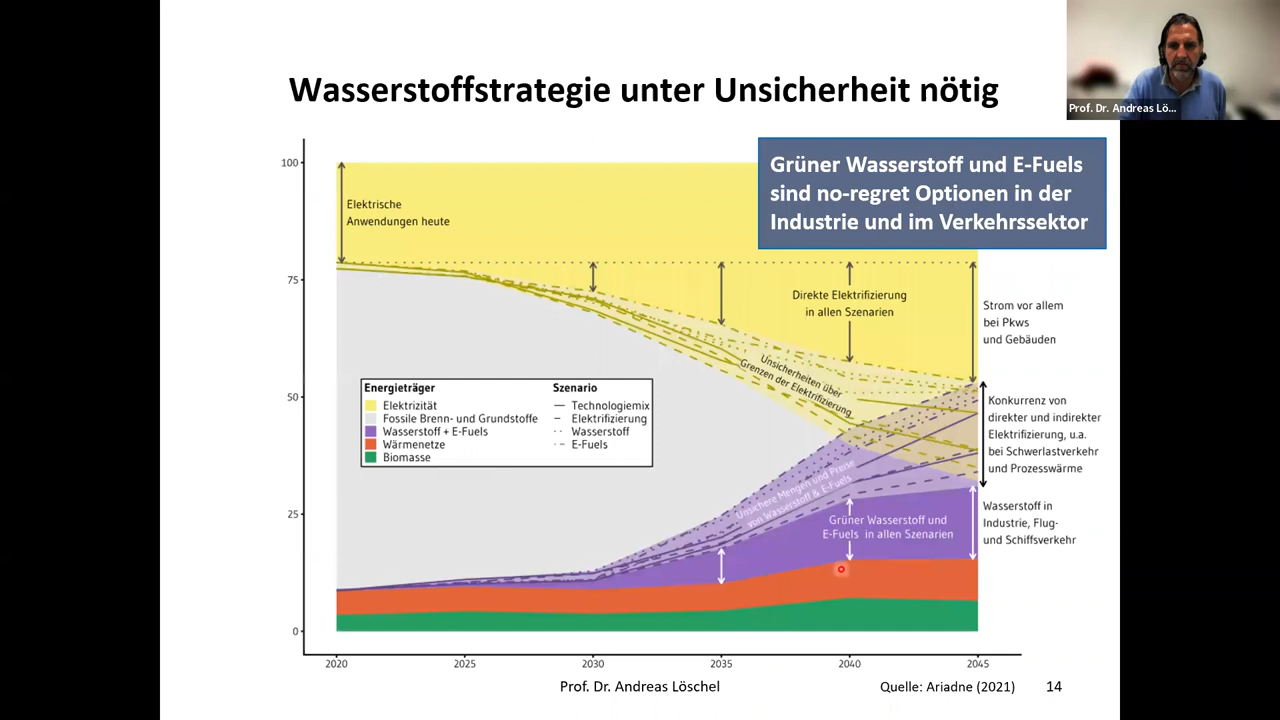 Wasserstoffstrategie unter Unsicherheit nötig
Prof. Dr. Andreas Lö...
Grüner Wasserstoff und E-Fuels
sind no-regret Optionen in der
Industrie und im Verkehrssektor
100
75
50
25
0
Elektrische
Anwendungen heute
Direkte Elektrifizierung
in allen Szenarien
Unsicherheiten über
Grenzen der Elektrifizierung
Energieträger
Elektrizität
Fossile Brenn- und Grundstoffe
Wasserstoff + E-Fuels
Wärmenetze
Biomasse
Szenario
Technologiemix
Elektrifizierung
Wasserstoff
E-Fuels
Unsichere Mengen und Preise
von Wasserstoff & E-Fuels
Grüner Wasserstoff und
E-Fuels in allen Szenarien
Strom vor allem
bei Pkws
und Gebäuden
Konkurrenz von
direkter und indirekter
Elektrifizierung, u.a.
bei Schwerlastverkehr
und Prozesswärme
Wasserstoff in
Industrie, Flug-
und Schiffsverkehr
2020 2025 2030 2035 2040 2045
Prof. Dr. Andreas Löschel
Quelle: Ariadne (2021)
14